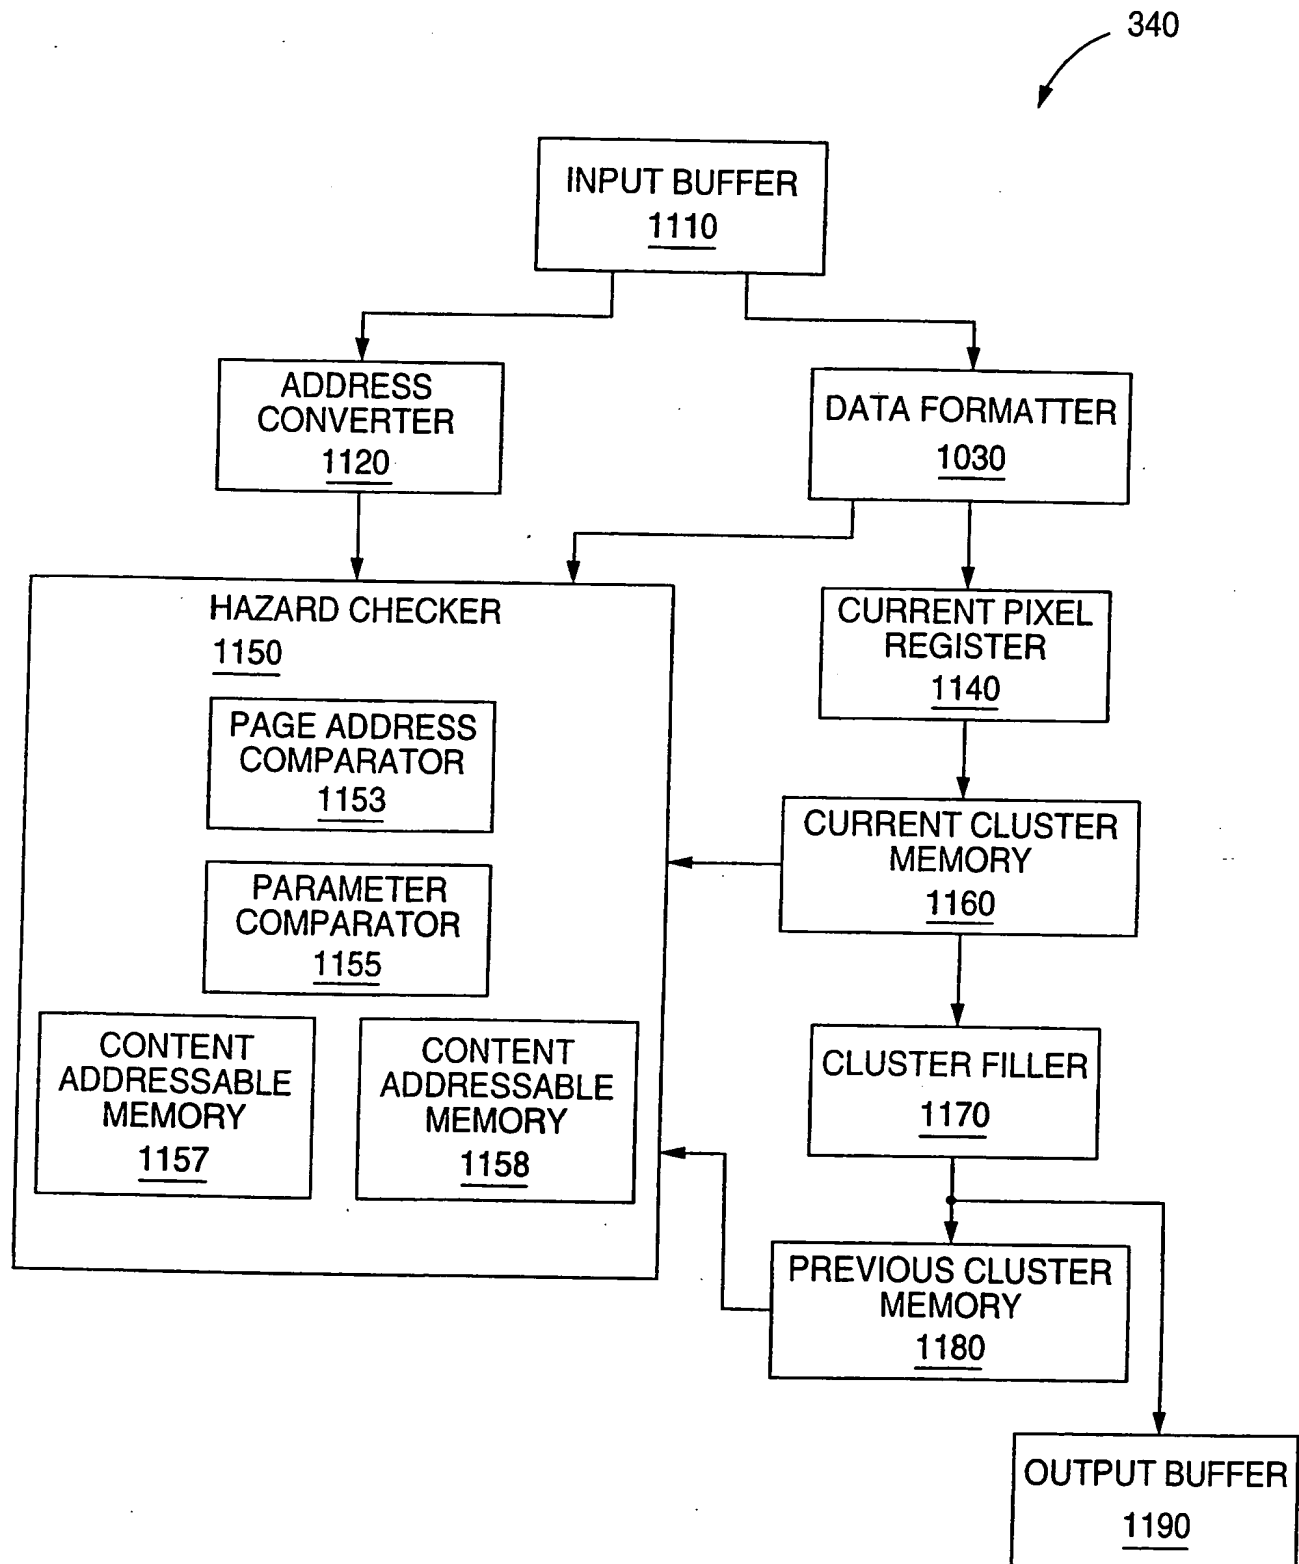 340
INPUT BUFFER
1110
ADDRESS
CONVERTER
1120
DATA FORMATTER
1030
HAZARD CHECKER
1150
PAGE ADDRESS
COMPARATOR
1153
PARAMETER
COMPARATOR
1155
CONTENT
ADDRESSABLE
MEMORY
1157
CONTENT
ADDRESSABLE
MEMORY
1158
CURRENT PIXEL
REGISTER
1140
CURRENT CLUSTER
MEMORY
1160
CLUSTER FILLER
1170
PREVIOUS CLUSTER
MEMORY
1180
OUTPUT BUFFER
1190